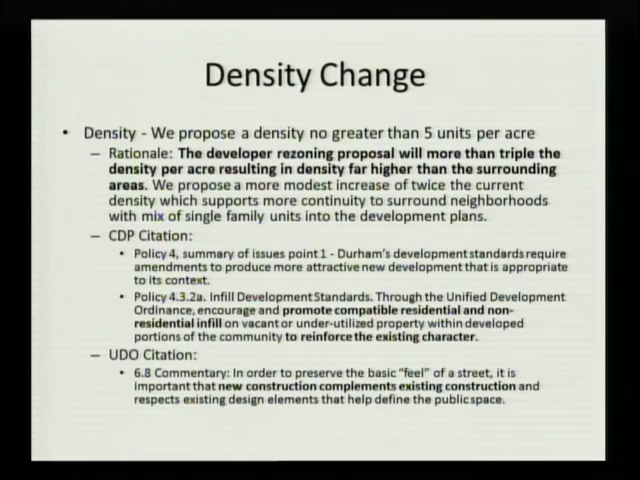 Density Change
• Density - We propose a density no greater than 5 units per acre
– Rationale: The developer rezoning proposal will more than triple the
density per acre resulting in density far higher than the surrounding
areas. We propose a more modest increase of twice the current
density which supports more continuity to surround neighborhoods
with mix of single family units into the development plans.
– CDP Citation:
• Policy 4, summary of issues point 1 - Durham's development standards require
amendments to produce more attractive new development that is appropriate
to its context.
• Policy 4.3.2a. Infill Development Standards. Through the Unified Development
Ordinance, encourage and promote compatible residential and non-
residential infill on vacant or under-utilized property within developed
portions of the community to reinforce the existing character.
– UDO Citation:
• 6.8 Commentary: In order to preserve the basic "feel" of a street, it is
important that new construction complements existing construction and
respects existing design elements that help define the public space.